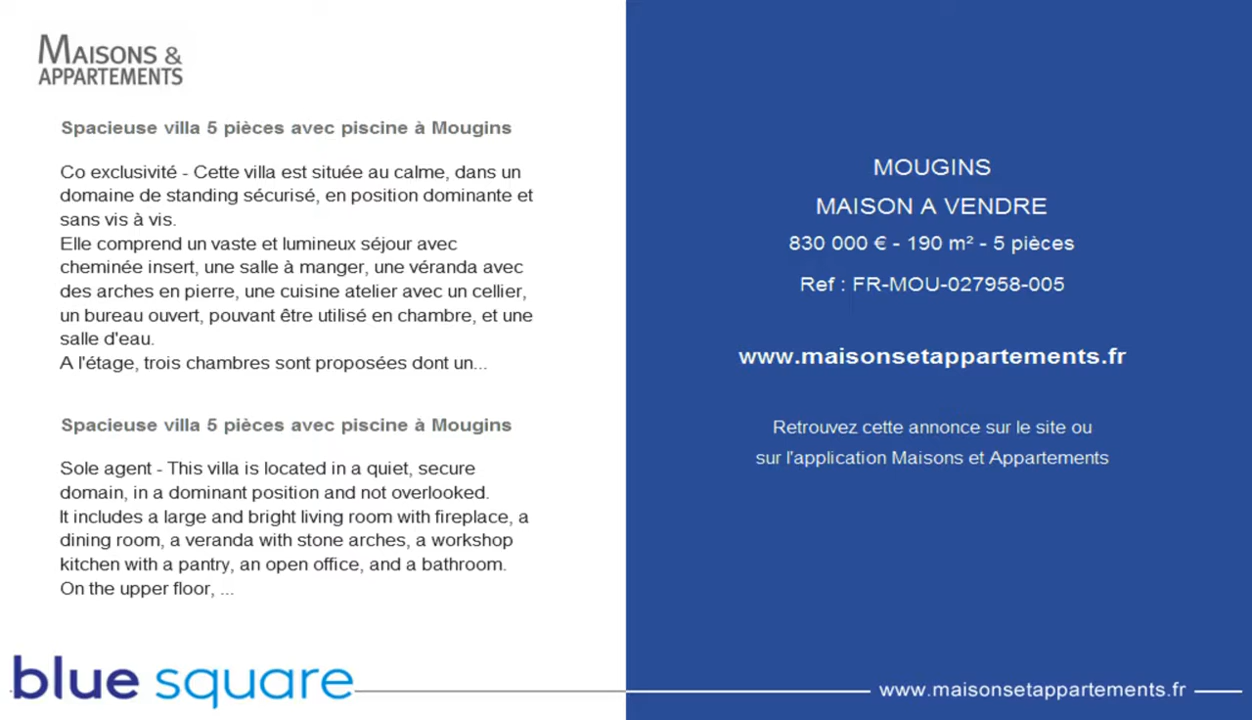 MAISONS &
APPARTEMENTS
Spacieuse villa 5 pièces avec piscine à Mougins
Co exclusivité - Cette villa est située au calme, dans un
domaine de standing sécurisé, en position dominante et
sans vis à vis.
Elle comprend un vaste et lumineux séjour avec
cheminée insert, une salle à manger, une véranda avec
des arches en pierre, une cuisine atelier avec un cellier,
un bureau ouvert, pouvant être utilisé en chambre, et une
salle d'eau.
A l'étage, trois chambres sont proposées dont un...
Spacieuse villa 5 pièces avec piscine à Mougins
Sole agent - This villa is located in a quiet, secure
domain, in a dominant position and not overlooked.
It includes a large and bright living room with fireplace, a
dining room, a veranda with stone arches, a workshop
kitchen with a pantry, an open office, and a bathroom.
On the upper floor, ...
blue square
MOUGINS
MAISON A VENDRE
830 000 € - 190 m² - 5 pièces
Ref : FR-MOU-027958-005
www.maisonsetappartements.fr
Retrouvez cette annonce sur le site ou
sur l'application Maisons et Appartements
www.maisonsetappartements.fr